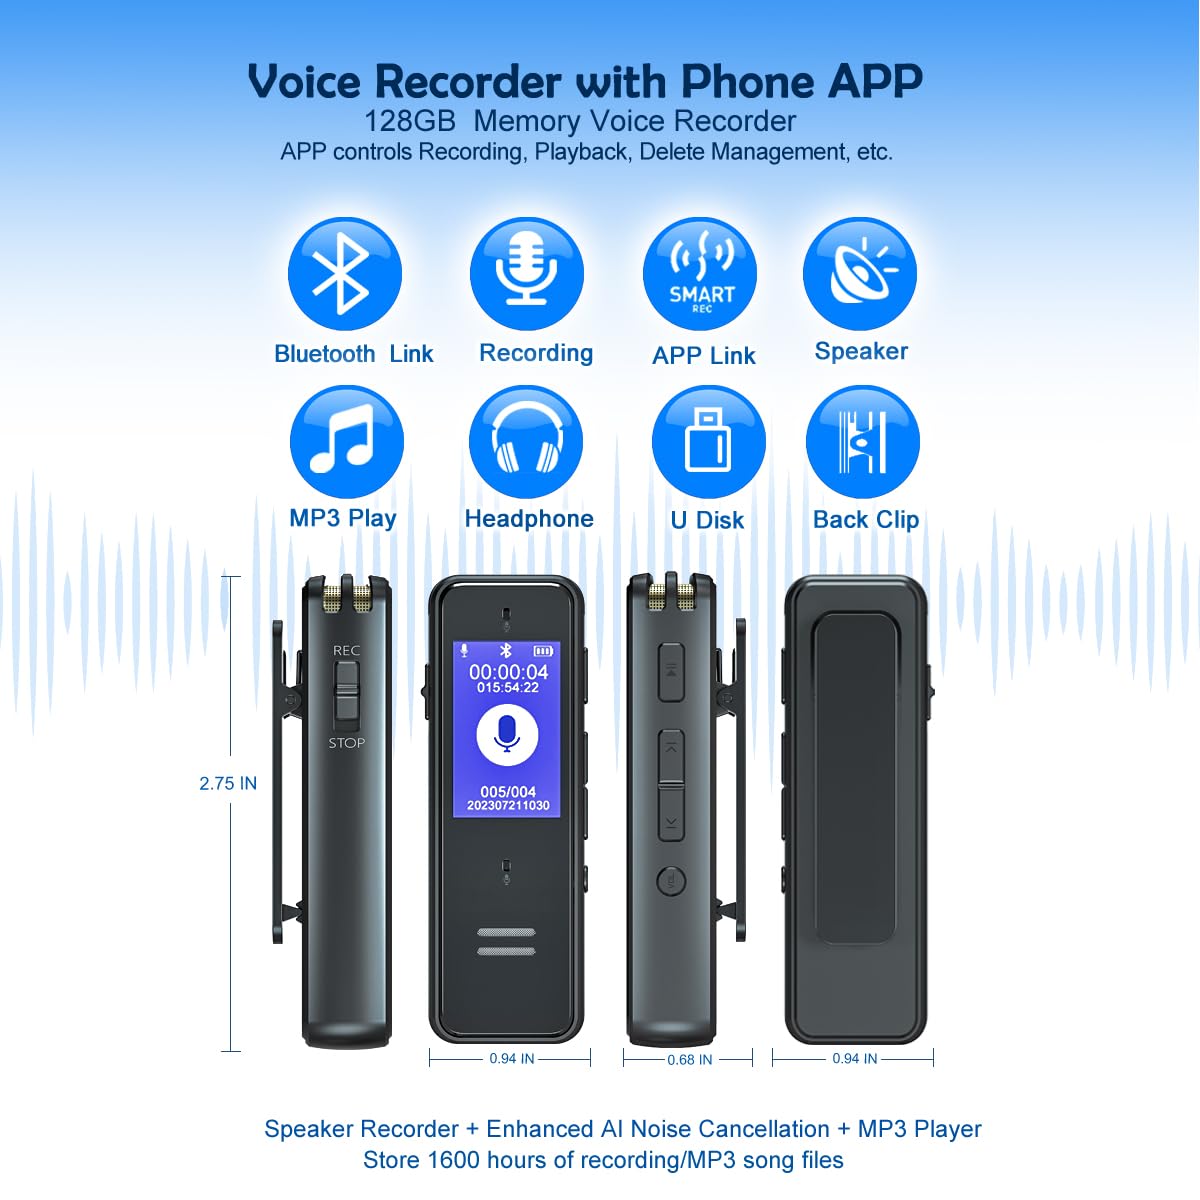 Voice Recorder with Phone APP
128GB Memory Voice Recorder
APP controls Recording, Playback, Delete Management, etc.
SMART
REC
Bluetooth Link
Recording
APP Link
Speaker
MP3 Play
Headphone
U Disk
Back Clip
REC
STOP
00:00:04
015:54:22
005/004
202307211030
VOL
2.75 IN
0.94 IN
0.68 IN
0.94 IN
Speaker Recorder + Enhanced AI Noise Cancellation + MP3 Player
Store 1600 hours of recording/MP3 song files